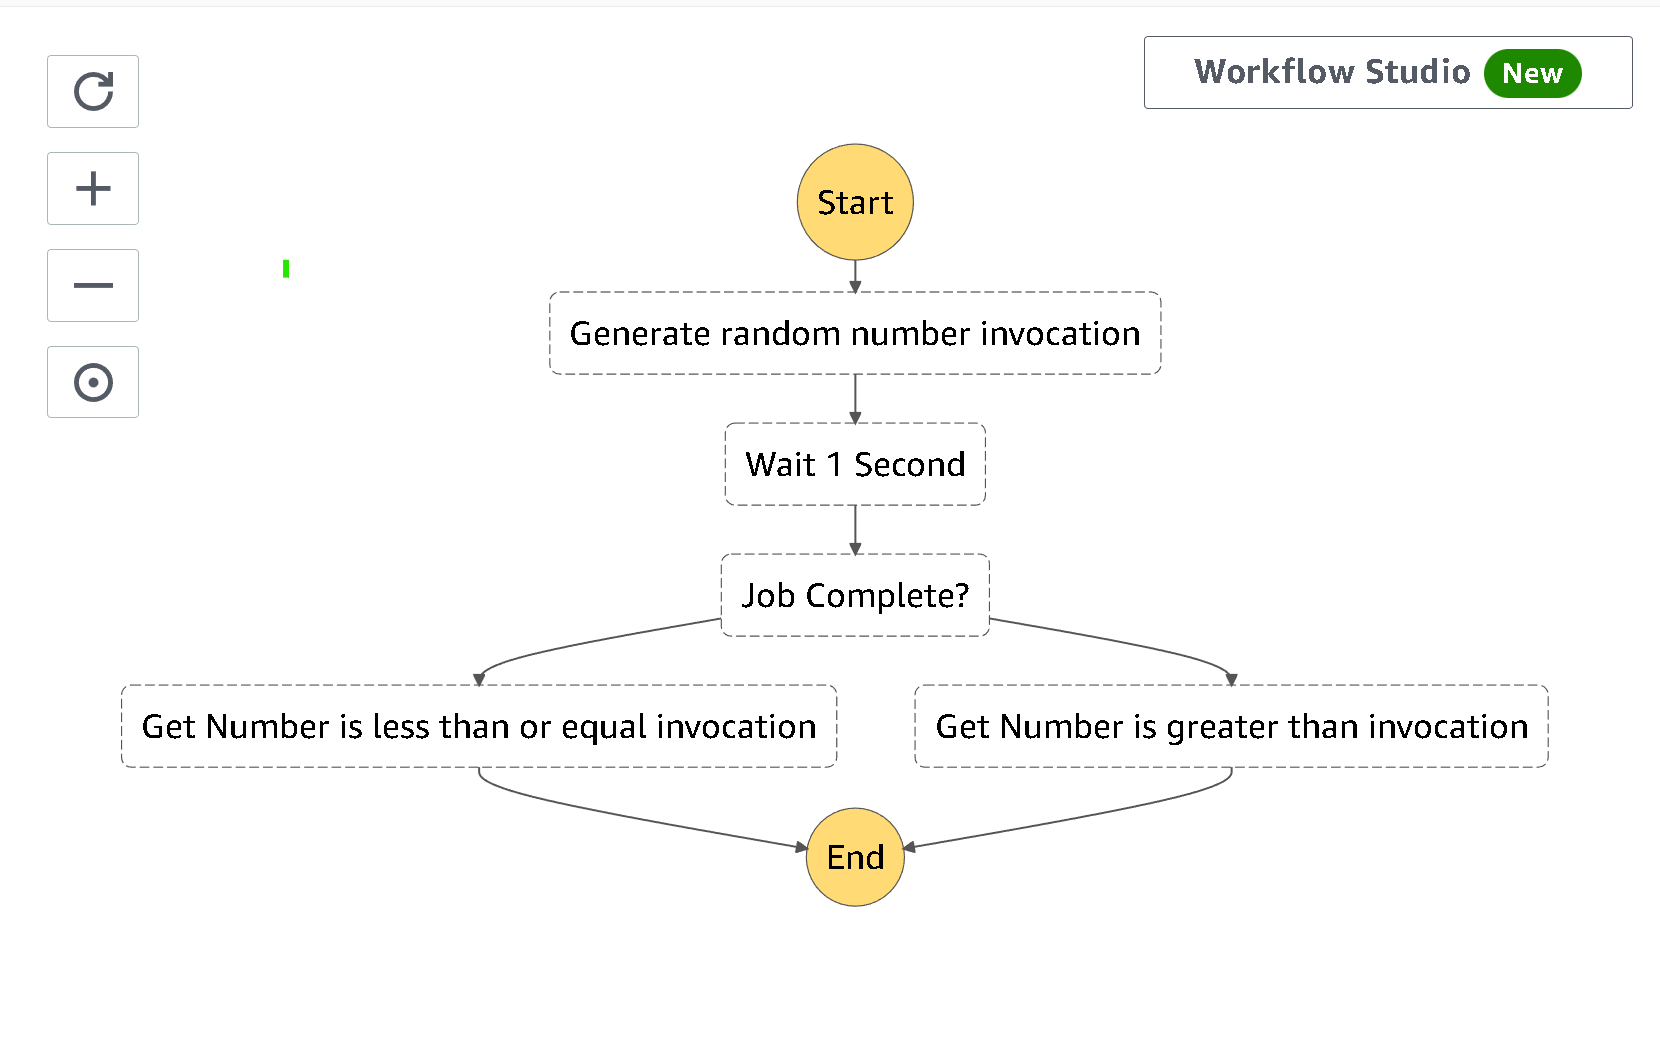 Workflow Studio New
Start
Generate random number invocation
Wait 1 Second
Job Complete?
Get Number is less than or equal invocation
Get Number is greater than invocation
End